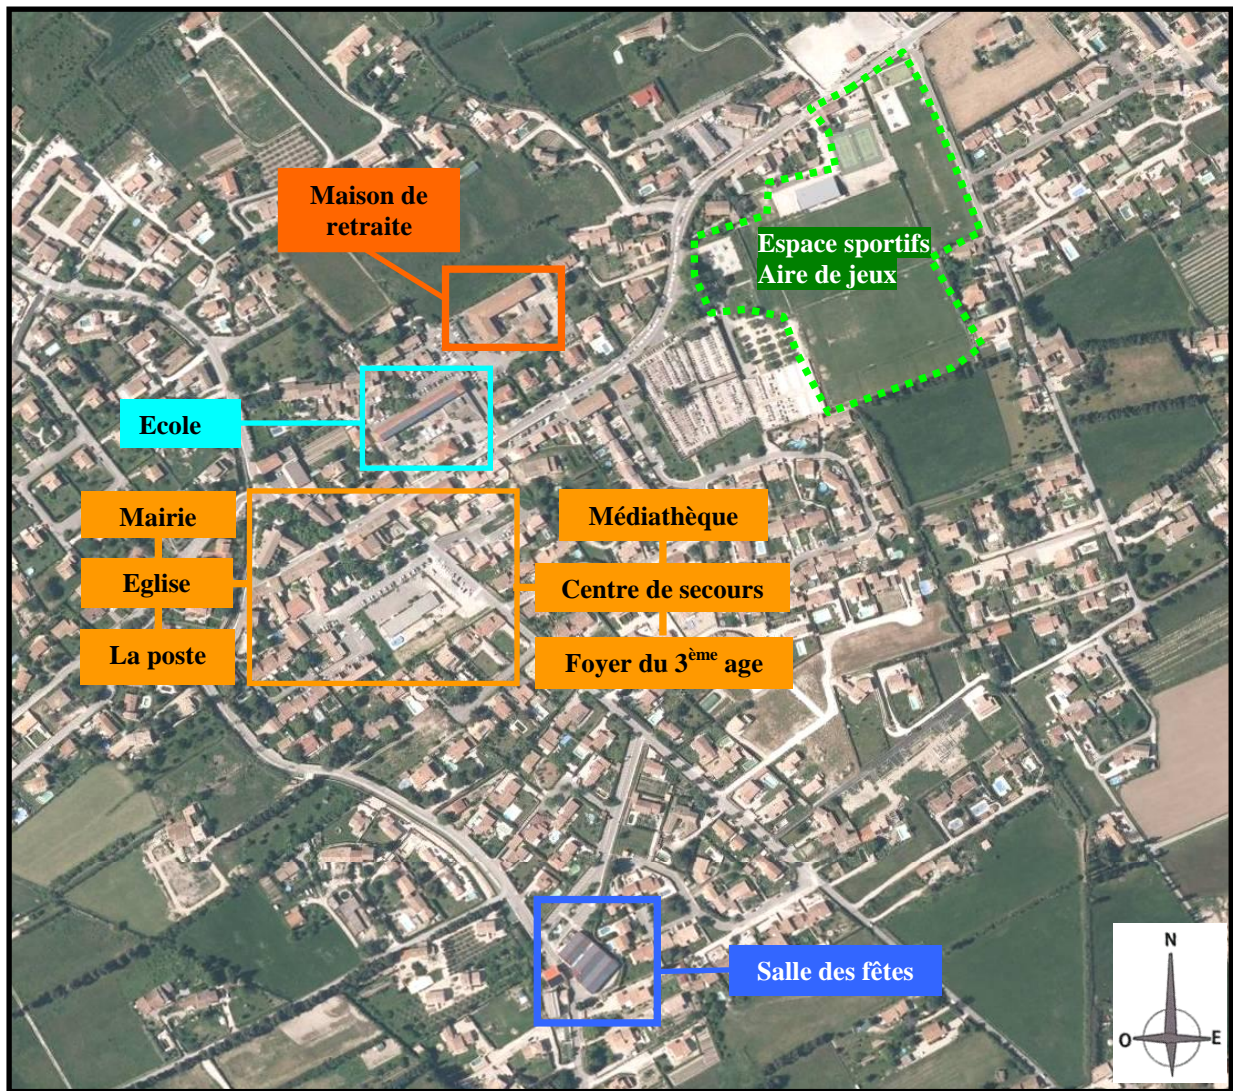 Maison de
retraite
Espace sportifs
Aire de jeux
Ecole
Mairie
Médiathèque
Eglise
Centre de secours
La poste
Foyer du 3ème age
Salle des fêtes
N
O
E